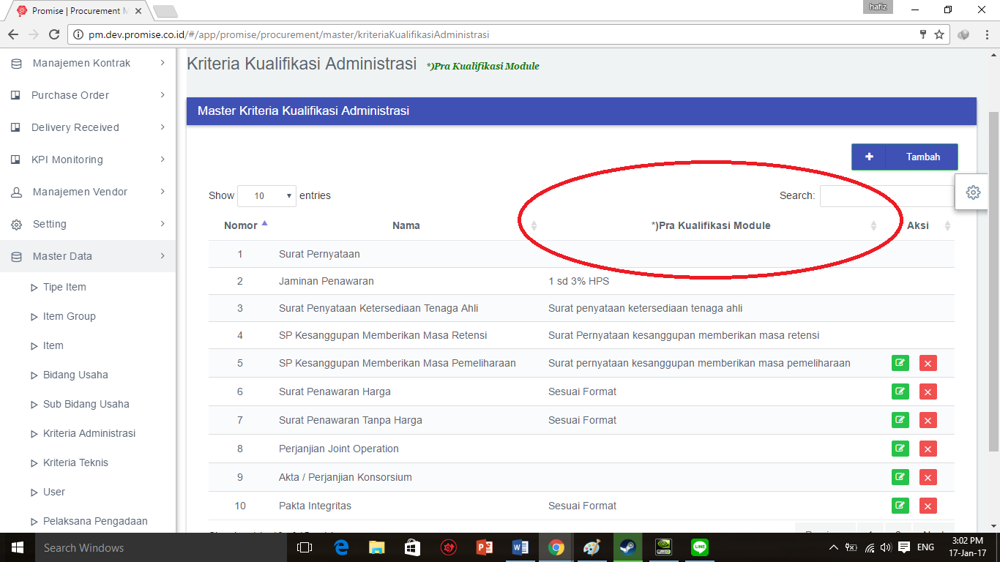 Promise | Procurement M
hafiz
pm.dev.promise.co.id/#/app/promise/procurement/master/kriteriaKualifikasiAdministrasi
Manajemen Kontrak
Purchase Order
Delivery Received
KPI Monitoring
Manajemen Vendor
Setting
Master Data
Tipe Item
Item Group
Item
Bidang Usaha
Sub Bidang Usaha
Kriteria Administrasi
Kriteria Teknis
User
Pelaksana Pengadaan
Kriteria Kualifikasi Administrasi *)Pra Kualifikasi Module
Master Kriteria Kualifikasi Administrasi
+ Tambah
Show 10 entries Search:
Nomor Nama *)Pra Kualifikasi Module Aksi
1 Surat Pernyataan
2 Jaminan Penawaran 1 sd 3% HPS
3 Surat Penyataan Ketersediaan Tenaga Ahli Surat penyataan ketersediaan tenaga ahli
4 SP Kesanggupan Memberikan Masa Retensi Surat Pernyataan kesanggupan memberikan masa retensi
5 SP Kesanggupan Memberikan Masa Pemeliharaan Surat pernyataan kesanggupan memberikan masa pemeliharaan
6 Surat Penawaran Harga Sesuai Format
7 Surat Penawaran Tanpa Harga Sesuai Format
8 Perjanjian Joint Operation
9 Akta / Perjanjian Konsorsium
10 Pakta Integritas Sesuai Format
Search Windows
ENG
3:02 PM
17-Jan-17